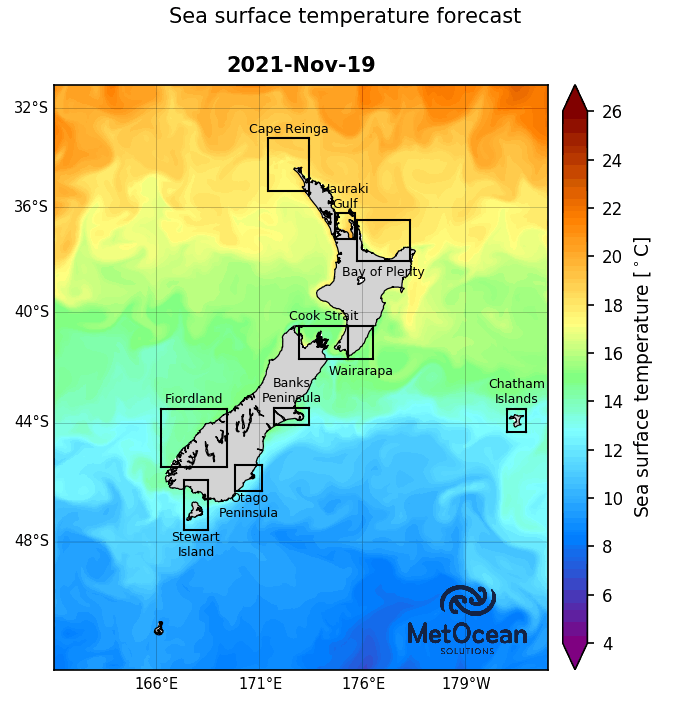 Sea surface temperature forecast
2021-Nov-19
32°S
36°S
40°S
44°S
48°S
166°E
171°E
176°E
179°W
Cape Reinga
Hauraki
Gulf
Bay of Plenty
Cook Strait
Wairarapa
Banks
Peninsula
Fiordland
Chatham
Islands
Otago
Peninsula
Stewart
Island
MetOcean
SOLUTIONS
26
24
22
20
18
16
14
12
10
8
6
4
Sea surface temperature [°C]